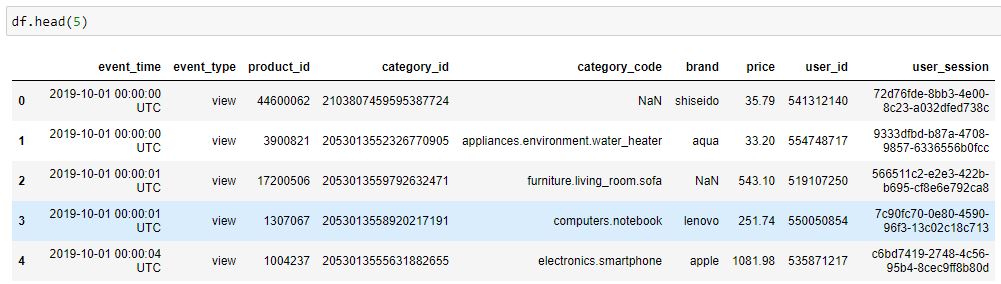 df.head(5)
event_time event_type product_id category_id category_code brand price user_id user_session
0 2019-10-01 00:00:00 UTC view 44600062 2103807459595387724 NaN shiseido 35.79 541312140 72d76fde-8bb3-4e00-8c23-a032dfed738c
1 2019-10-01 00:00:00 UTC view 3900821 2053013552326770905 appliances.environment.water_heater aqua 33.20 554748717 9333dfbd-b87a-4708-9857-6336556b0fcc
2 2019-10-01 00:00:01 UTC view 17200506 2053013559792632471 furniture.living_room.sofa NaN 543.10 519107250 566511c2-e2e3-422b-b695-cf8e6e792ca8
3 2019-10-01 00:00:01 UTC view 1307067 2053013558920217191 computers.notebook lenovo 251.74 550050854 7c90fc70-0e80-4590-96f3-13c02c18c713
4 2019-10-01 00:00:04 UTC view 1004237 2053013555631882655 electronics.smartphone apple 1081.98 535871217 c6bd7419-2748-4c56-95b4-8cec9ff8b80d